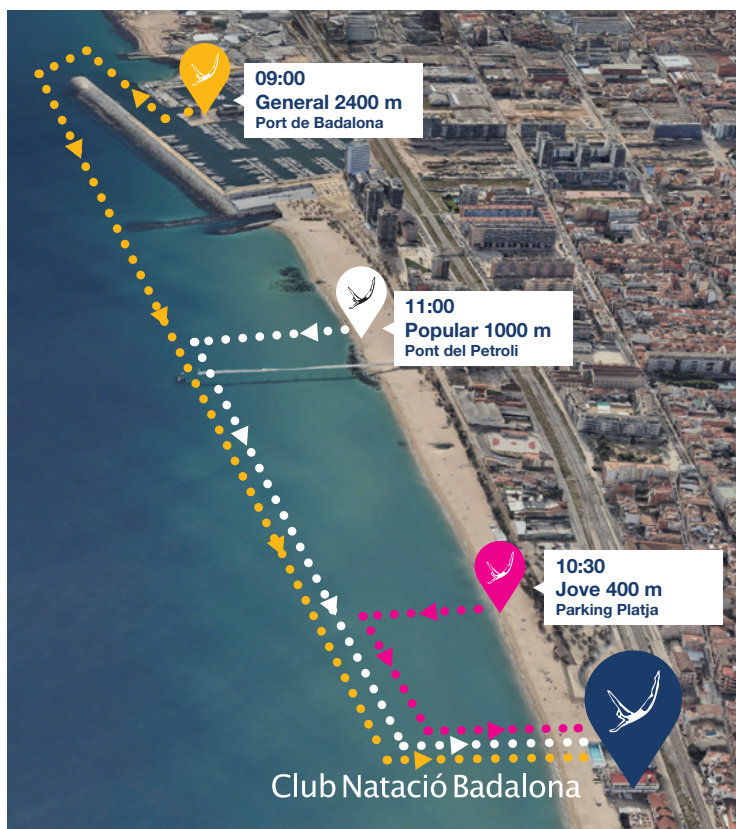 09:00
General 2400 m
Port de Badalona
11:00
Popular 1000 m
Pont del Petroli
10:30
Jove 400 m
Parking Platja
Club Natació Badalona